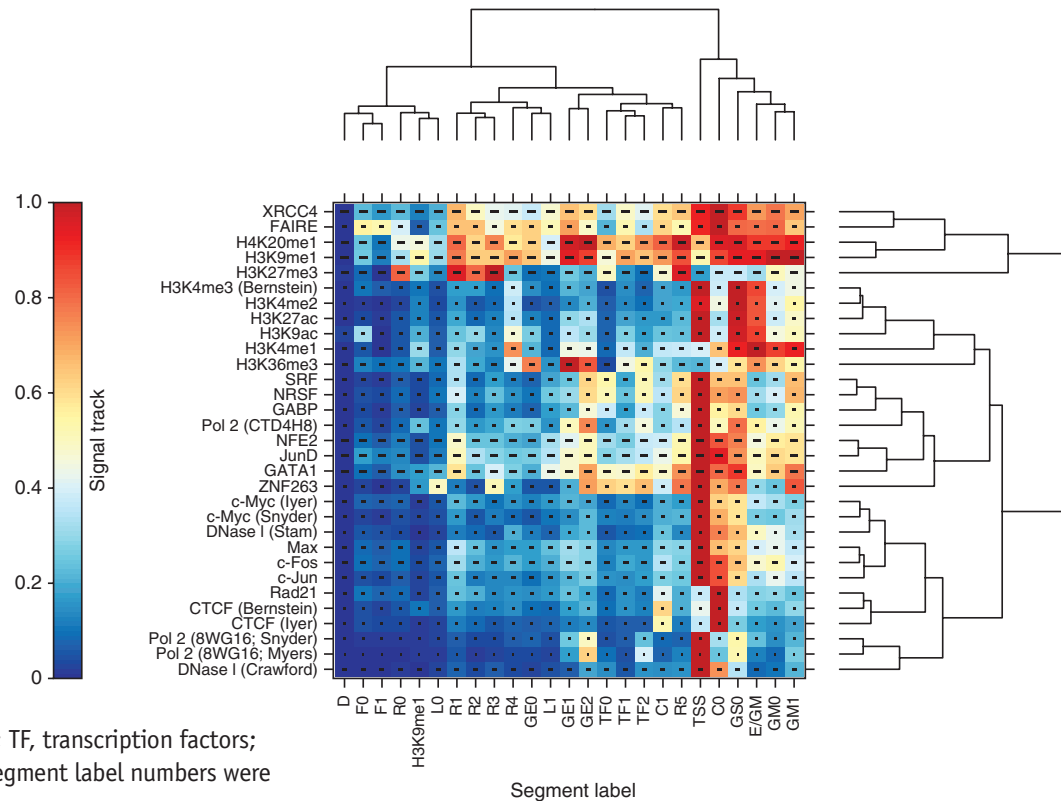 1.0
0.8
0.6
0.4
0.2
0
Signal track
XRCC4
FAIRE
H4K20me1
H3K9me1
H3K27me3
H3K4me3 (Bernstein)
H3K4me2
H3K27ac
H3K9ac
H3K4me1
H3K36me3
SRF
NRSF
GABP
Pol 2 (CTD4H8)
NFE2
JunD
GATA1
ZNF263
c-Myc (Iyer)
c-Myc (Snyder)
DNase I (Stam)
Max
c-Fos
c-Jun
Rad21
CTCF (Bernstein)
CTCF (Iyer)
Pol 2 (8WG16; Snyder)
Pol 2 (8WG16; Myers)
DNase I (Crawford)
D
F0
F1
R0
H3K9me1
L0
R1
R2
R3
R4
GE0
L1
GE1
GE2
TF0
TF1
TF2
C1
R5
TSS
C0
GS0
E/GM
GM0
GM1
Segment label
TF, transcription factors;
egment label numbers were